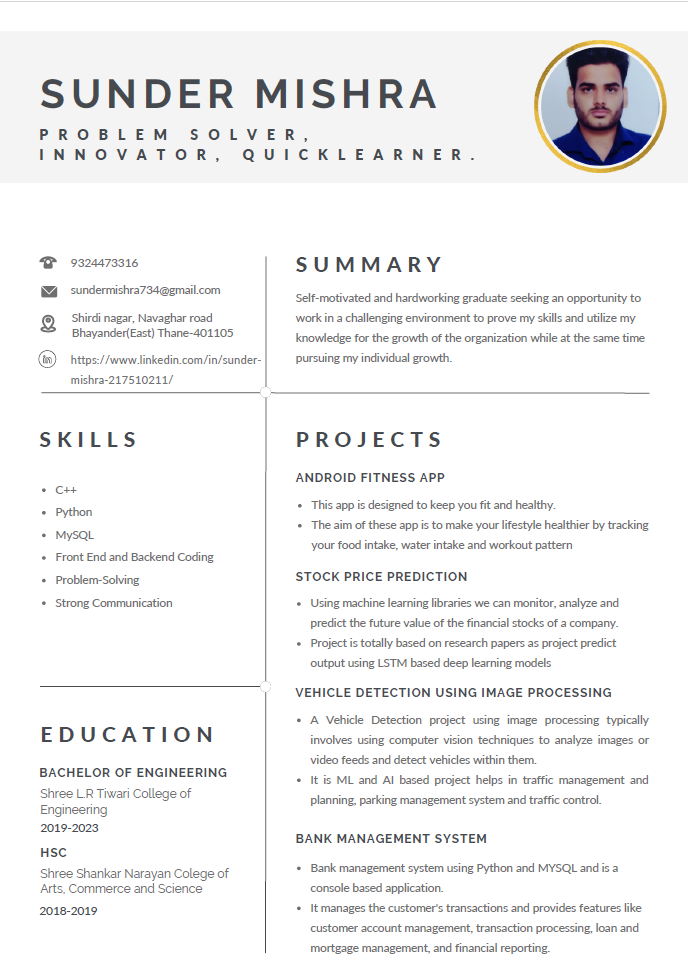 SUNDER MISHRA
PROBLEM SOLVER,
INNOVATOR, QUICKLEARNER.
9324473316
sundermishra734@gmail.com
Shirdi nagar, Navaghar road
Bhayander(East) Thane-401105
in
https://www.linkedin.com/in/sunder-
mishra-217510211/
SUMMARY
Self-motivated and hardworking graduate seeking an opportunity to
work in a challenging environment to prove my skills and utilize my
knowledge for the growth of the organization while at the same time
pursuing my individual growth.
SKILLS
• C++
• Python
• MySQL
• Front End and Backend Coding
• Problem-Solving
• Strong Communication
EDUCATION
BACHELOR OF ENGINEERING
Shree L.R Tiwari College of
Engineering
2019-2023
HSC
Shree Shankar Narayan Colege of
Arts, Commerce and Science
2018-2019
PROJECTS
ANDROID FITNESS APP
• This app is designed to keep you fit and healthy.
• The aim of these app is to make your lifestyle healthier by tracking
your food intake, water intake and workout pattern
STOCK PRICE PREDICTION
• Using machine learning libraries we can monitor, analyze and
predict the future value of the financial stocks of a company.
• Project is totally based on research papers as project predict
output using LSTM based deep learning models
VEHICLE DETECTION USING IMAGE PROCESSING
• A Vehicle Detection project using image processing typically
involves using computer vision techniques to analyze images or
video feeds and detect vehicles within them.
• It is ML and AI based project helps in traffic management and
planning, parking management system and traffic control.
BANK MANAGEMENT SYSTEM
• Bank management system using Python and MYSQL and is a
console based application.
• It manages the customer's transactions and provides features like
customer account management, transaction processing, loan and
mortgage management, and financial reporting.